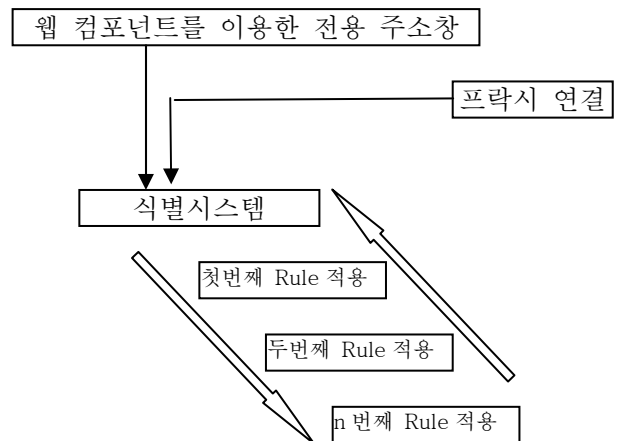 웹 컴포넌트를 이용한 전용 주소창
프락시 연결
식별시스템
첫번째 Rule 적용
두번째 Rule 적용
n 번째 Rule 적용